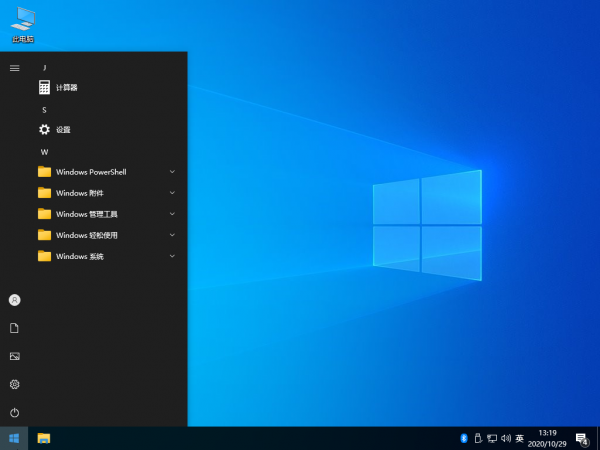 此电脑
J
计算器
S
设置
W
Windows PowerShell
Windows 附件
Windows 管理工具
Windows 轻松使用
Windows 系统
英
13:19
2020/10/29
4